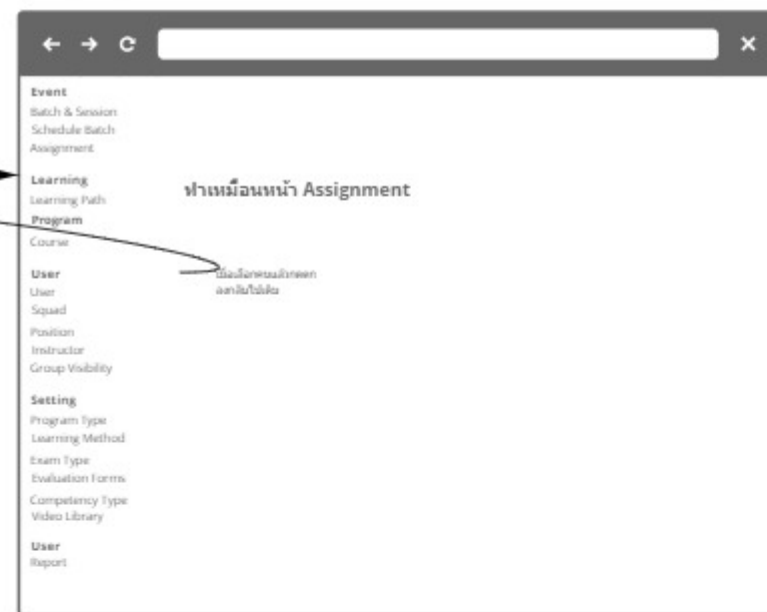 Event
Batch & Session
Schedule Batch
Assignment
Learning
Learning Path
Program
Course
User
User
Squad
Position
Instructor
Group Visibility
Setting
Program Type
Learning Method
Exam Type
Evaluation Forms
Competency Type
Video Library
User
Report
ทำเหมือนหน้า Assignment